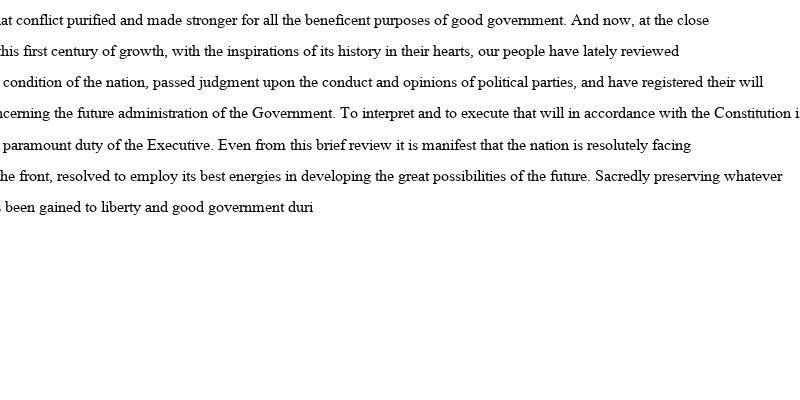 conflict purified and made stronger for all the beneficent purposes of good government. And now, at the close
this first century of growth, with the inspirations of its history in their hearts, our people have lately reviewed
condition of the nation, passed judgment upon the conduct and opinions of political parties, and have registered their will
the future administration of the Government. To interpret and to execute that will in accordance with the Constitution
paramount duty of the Executive. Even from this brief review it is manifest that the nation is resolutely facing
the front, resolved to employ its best energies in developing the great possibilities of the future. Sacredly preserving whatever
been gained to liberty and good government duri